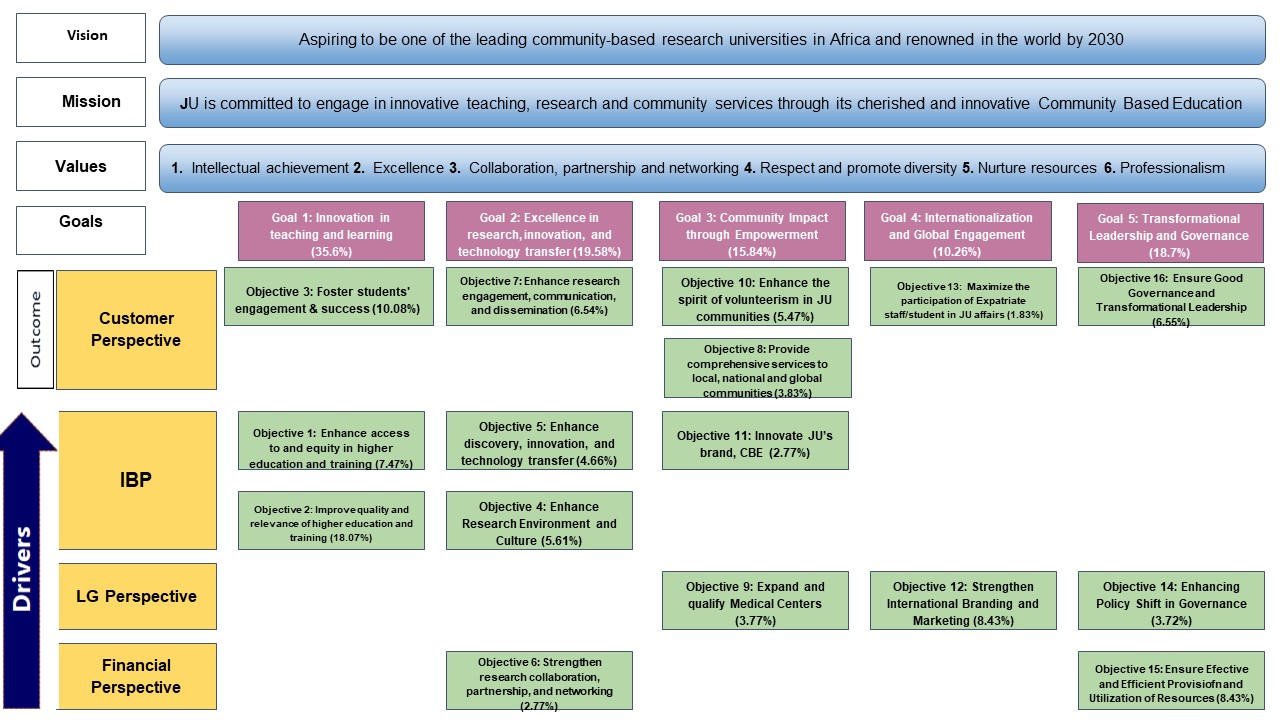 Vision
Aspiring to be one of the leading community-based research universities in Africa and renowned in the world by 2030
Mission
JU is committed to engage in innovative teaching, research and community services through its cherished and innovative Community Based Education
Values
1. Intellectual achievement 2. Excellence 3. Collaboration, partnership and networking 4. Respect and promote diversity 5. Nurture resources 6. Professionalism
Goals
Goal 1: Innovation in
teaching and learning
(35.6%)
Goal 2: Excellence in
research, innovation, and
technology transfer (19.58%)
Goal 3: Community Impact
through Empowerment
(15.84%)
Goal 4: Internationalization
and Global Engagement
(10.26%)
Goal 5: Transformational
Leadership and Governance
(18.7%)
Outcome
Customer
Perspective
Objective 3: Foster students'
engagement & success (10.08%)
Objective 7: Enhance research
engagement, communication,
and dissemination (6.54%)
Objective 10: Enhance the
spirit of volunteerism in JU
communities (5.47%)
Objective 13: Maximize the
participation of Expatriate
staff/student in JU affairs (1.83%)
Objective 16: Ensure Good
Governance and
Transformational Leadership
(6.55%)
Objective 8: Provide
comprehensive services to
local, national and global
communities (3.83%)
Drivers
IBP
Objective 1: Enhance access
to and equity in higher
education and training (7.47%)
Objective 5: Enhance
discovery, innovation, and
technology transfer (4.66%)
Objective 11: Innovate JU's
brand, CBE (2.77%)
Objective 2: Improve quality and
relevance of higher education and
training (18.07%)
Objective 4: Enhance
Research Environment and
Culture (5.61%)
LG Perspective
Objective 9: Expand and
qualify Medical Centers
(3.77%)
Objective 12: Strengthen
International Branding and
Marketing (8.43%)
Objective 14: Enhancing
Policy Shift in Governance
(3.72%)
Financial
Perspective
Objective 6: Strengthen
research collaboration,
partnership, and networking
(2.77%)
Objective 15: Ensure Efective
and Efficient Provisiofn and
Utilization of Resources (8.43%)